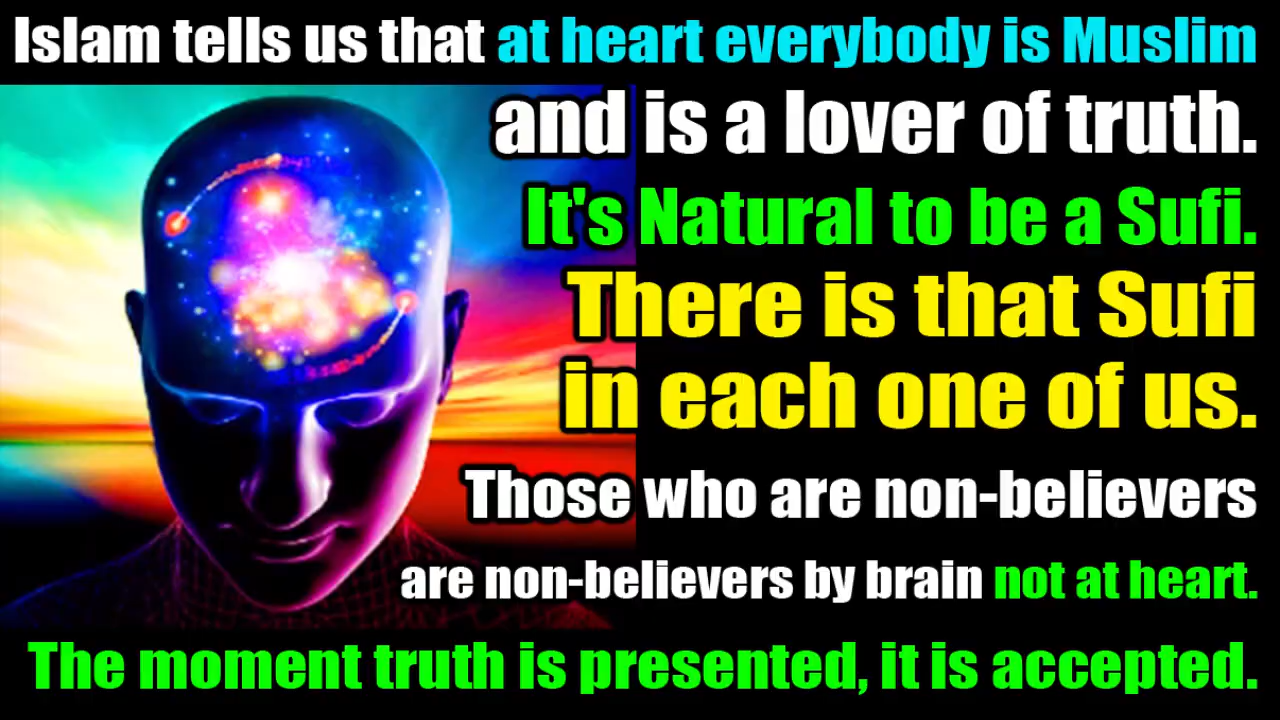 Islam tells us that at heart everybody is Muslim
and is a lover of truth.
It's Natural to be a Sufi.
There is that Sufi
in each one of us.
Those who are non-believers
are non-believers by brain not at heart.
The moment truth is presented, it is accepted.